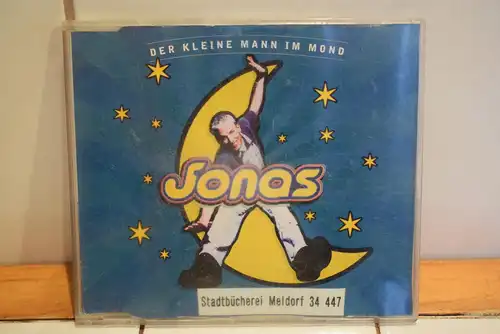 DER KLEINE MANN IM MOND
Jonas
Stadtbücherei Meldorf 34 447